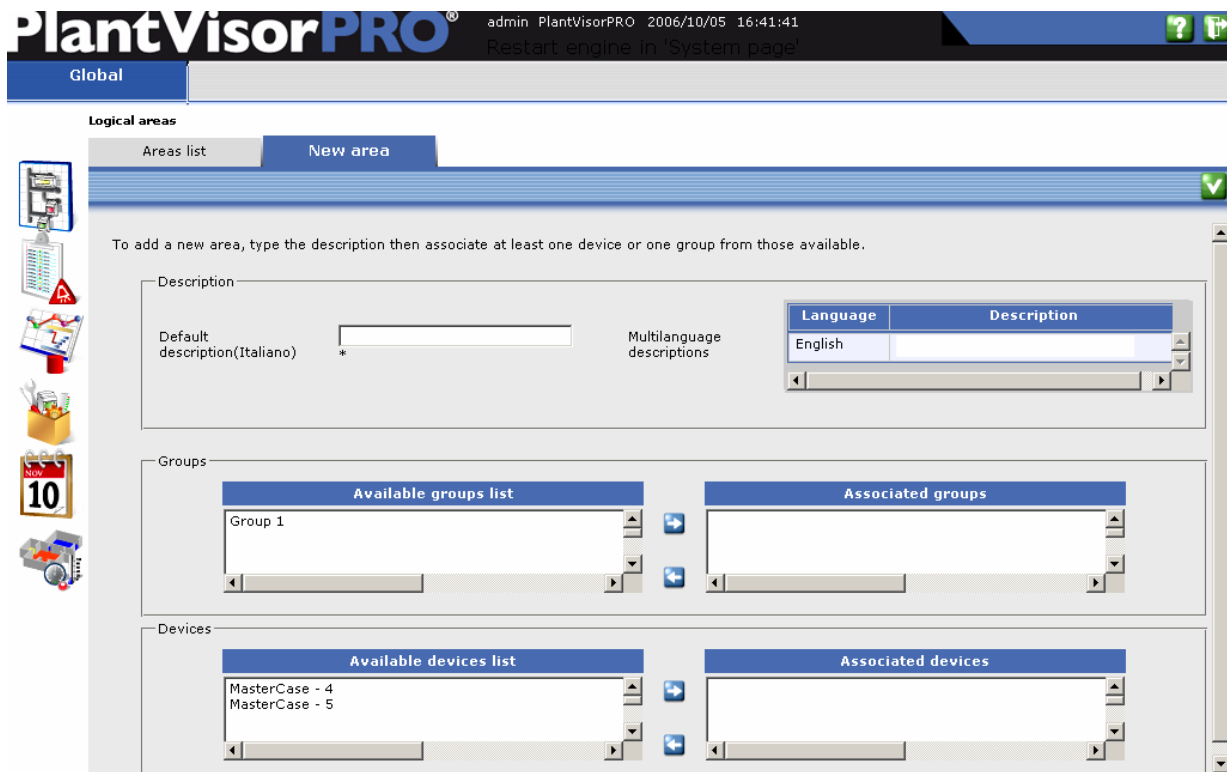 PlantVisorPRO®
admin PlantVisorPRO 2006/10/05 16:41:41
Restart engine in 'System page'
?
Global
Logical areas
Areas list
New area
To add a new area, type the description then associate at least one device or one group from those available.
Description
Default
description(Italiano)
*
Multilanguage
descriptions
Language
Description
English
Groups
Available groups list
Associated groups
Group 1
Devices
Available devices list
Associated devices
MasterCase - 4
MasterCase - 5
NOV
10